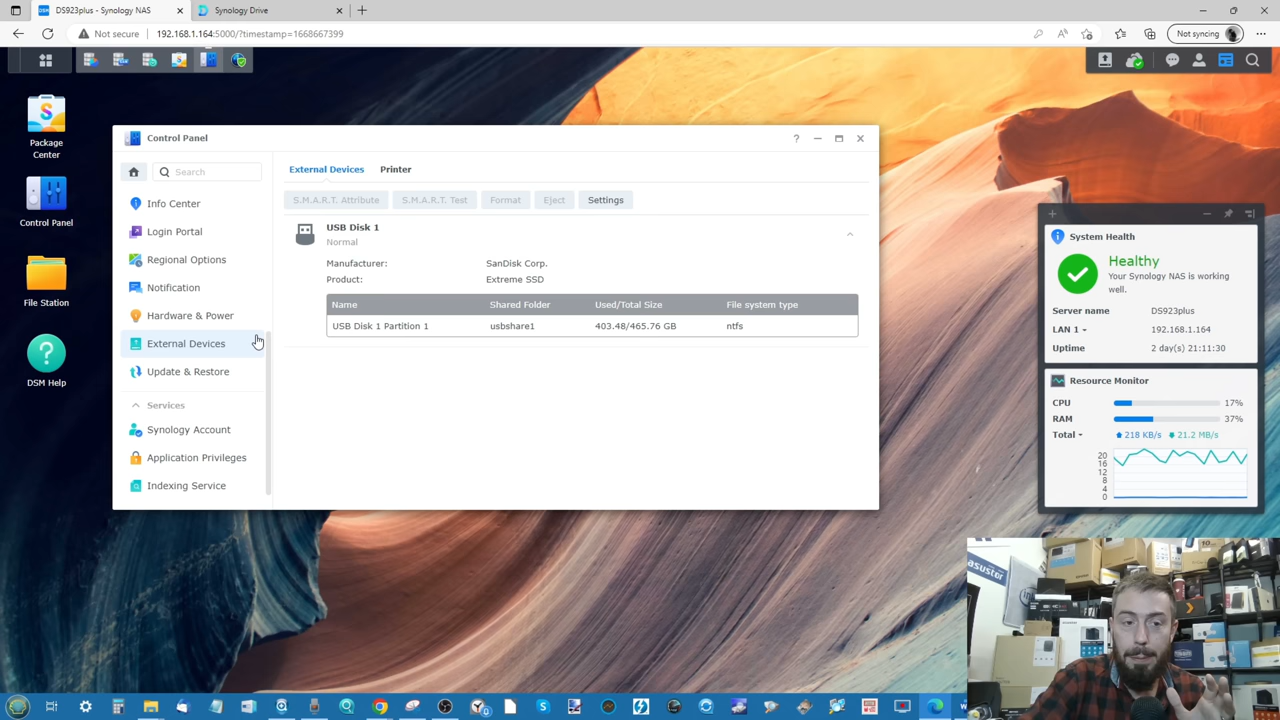 DS923plus - Synology NAS
Synology Drive
Not secure
192.168.1.164:5000/?timestamp=1668667399
Not syncing
Package Center
Control Panel
File Station
DSM Help
Control Panel
Search
Info Center
Login Portal
Regional Options
Notification
Hardware & Power
External Devices
Update & Restore
Services
Synology Account
Application Privileges
Indexing Service
External Devices Printer
S.M.A.R.T. Attribute S.M.A.R.T. Test Format Eject Settings
USB Disk 1
Normal
Manufacturer: SanDisk Corp.
Product: Extreme SSD
Name Shared Folder Used/Total Size File system type
USB Disk 1 Partition 1 usbshare1 403.48/465.76 GB ntfs
System Health
Healthy
Your Synology NAS is working
well.
Server name DS923plus
LAN 1 192.168.1.164
Uptime 2 day(s) 21:11:30
Resource Monitor
CPU 17%
RAM 37%
Total 218 KB/s 21.2 MB/s
20
16
12
8
4
0
asustor